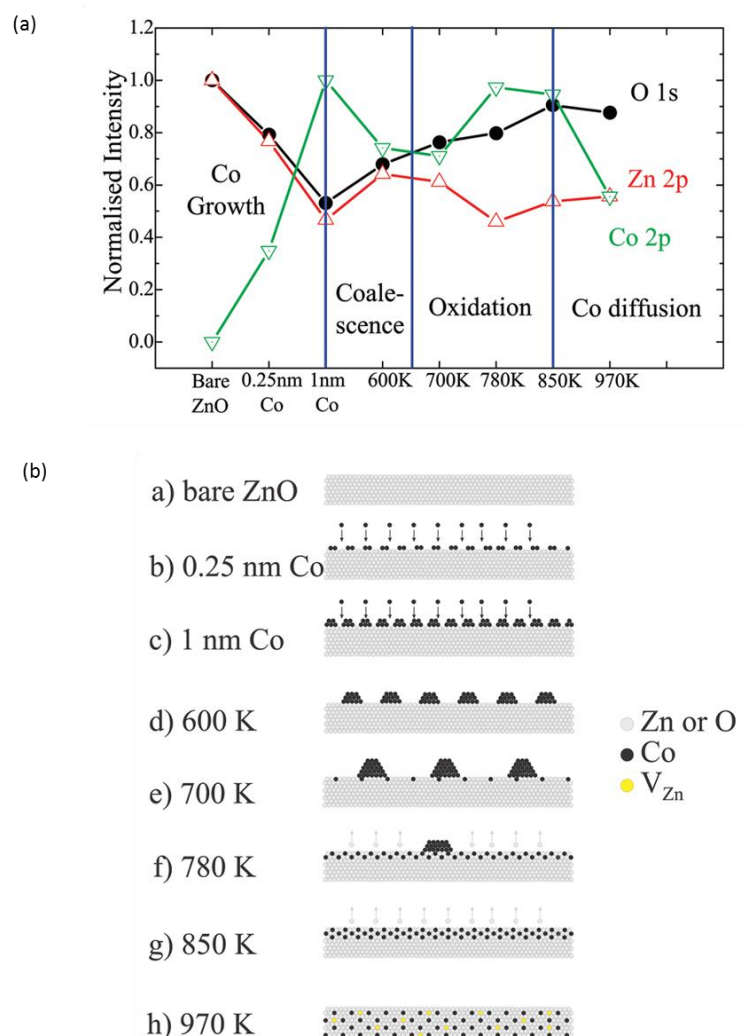 (a)
Normalised Intensity
1.2
1.0
0.8
0.6
0.4
0.2
0.0
Co
Growth
Coale-
scence
Oxidation
Co diffusion
O 1s
Zn 2p
Co 2p
Bare
ZnO
0.25nm
Co
1nm
Co
600K
700K
780K
850K
970K
(b)
a) bare ZnO
b) 0.25 nm Co
c) 1 nm Co
d) 600 K
e) 700 K
f) 780 K
g) 850 K
h) 970 K
Zn or O
Co
VZn